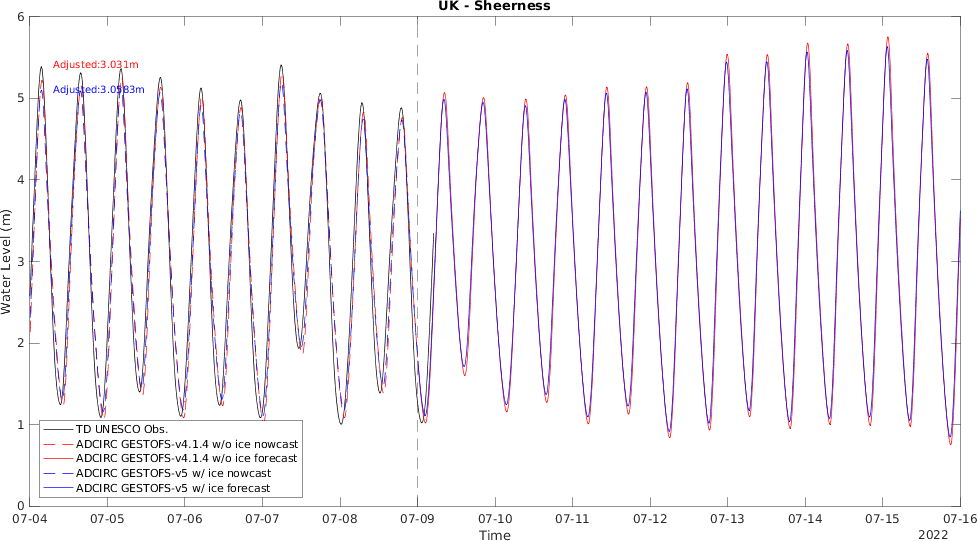 UK - Sheerness
6
5
4
3
2
1
0
Water Level (m)
Adjusted:3.031m
Adjusted:3.0583m
TD UNESCO Obs.
ADCIRC GESTOFS-v4.1.4 w/o ice nowcast
ADCIRC GESTOFS-v4.1.4 w/o ice forecast
ADCIRC GESTOFS-v5 w/ ice nowcast
ADCIRC GESTOFS-v5 w/ ice forecast
07-04 07-05 07-06 07-07 07-08 07-09 07-10 07-11 07-12 07-13 07-14 07-15 07-16
Time
2022